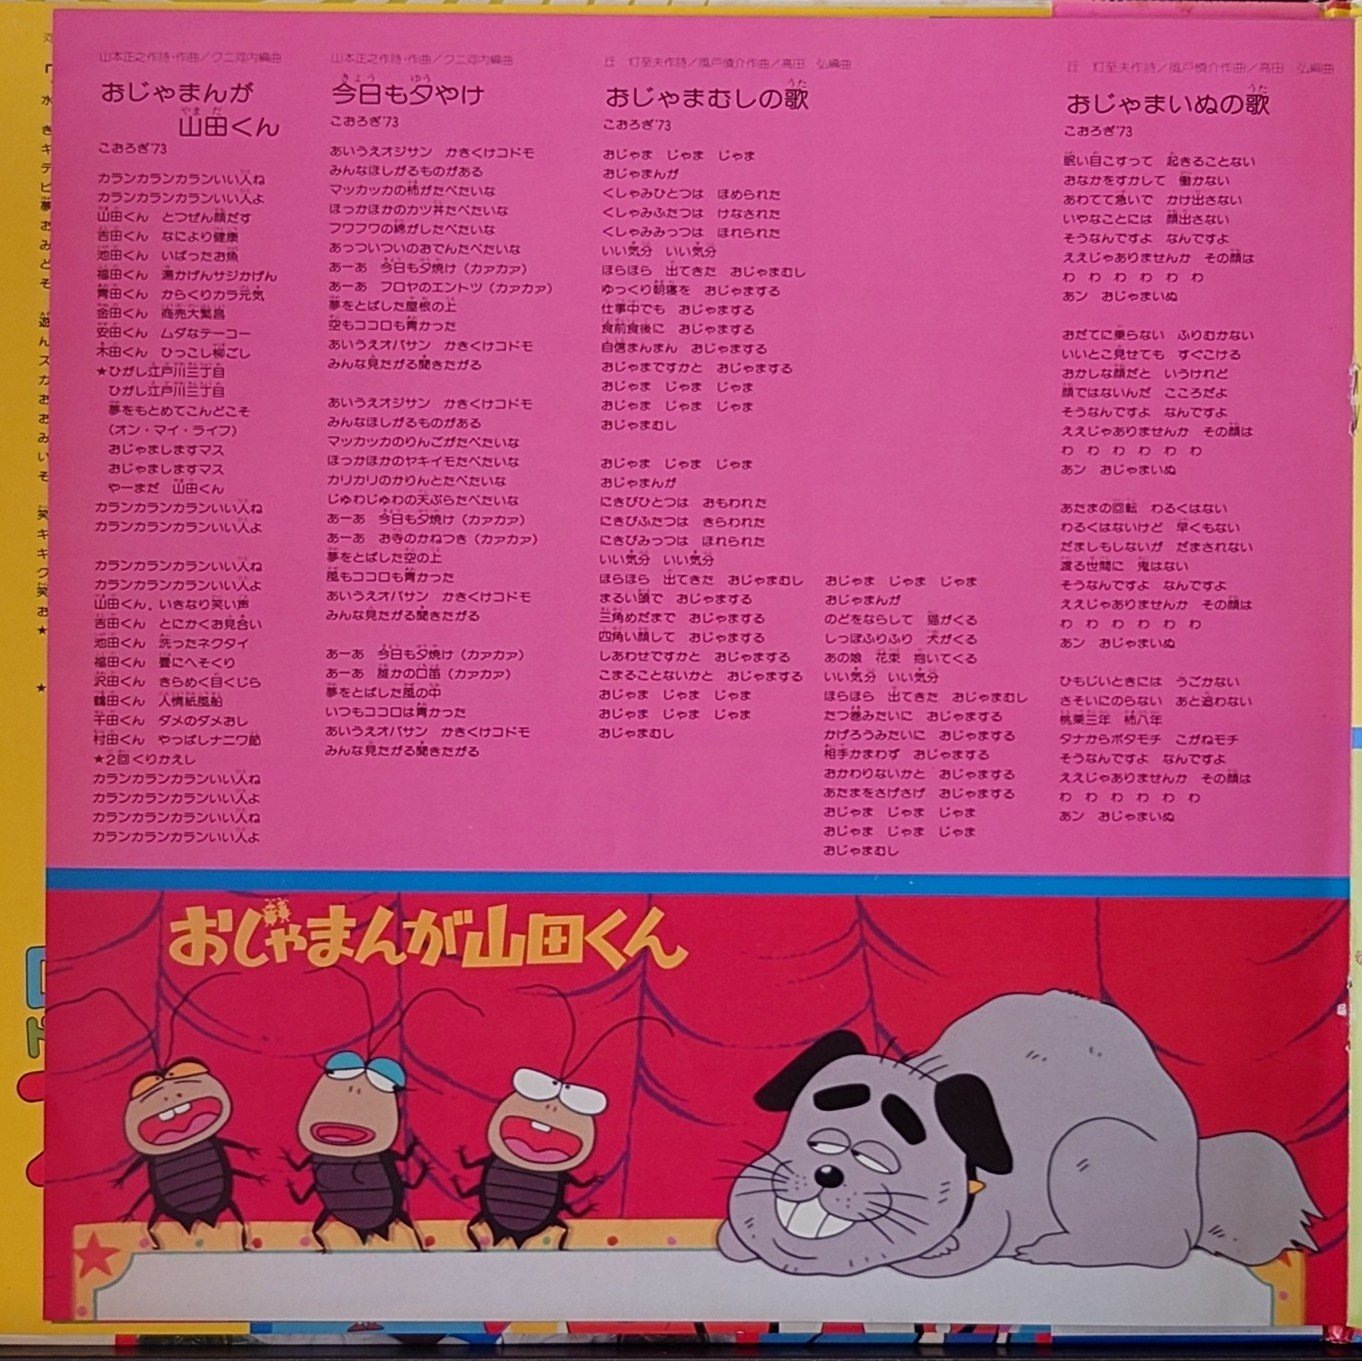 山本正之作詩・作曲／クニ河内編曲
おじゃまんが
山田くん
こおろぎ'73
カランカランカランいい人ね
カランカランカランいい人よ
山田くん　とつぜん顔だす
吉田くん　なにより健康
池田くん　いばったお魚
福田くん　湯かげんサジかげん
青田くん　からくりカラ元気
金田くん　商売大繁昌
安田くん　ムダなテーコー
木田くん　ひっこし柳ごし
★ひがし江戸川三丁目
ひがし江戸川三丁目
夢をもとめてこんどこそ
（オン・マイ・ライフ）
おじゃましますマス
おじゃましますマス
やーまだ　山田くん
カランカランカランいい人ね
カランカランカランいい人よ
カランカランカランいい人ね
カランカランカランいい人よ
山田くん，いきなり笑い声
吉田くん　とにかくお見合い
池田くん　洗ったネクタイ
福田くん　畳にへそくり
沢田くん　きらめく目くじら
鶴田くん　人情紙風船
千田くん　ダメのダメおし
村田くん　やっぱしナニワ節
★2回くりかえし
カランカランカランいい人ね
カランカランカランいい人よ
カランカランカランいい人ね
カランカランカランいい人よ
山本正之作詩・作曲／クニ河内編曲
今日も夕やけ
こおろぎ'73
あいうえオジサン　かきくけコドモ
みんなほしがるものがある
マッカッカの柿がたべたいな
ほっかほかのカツ丼たべたいな
フワフワの綿がしたべたいな
あっついついのおでんたべたいな
あーあ　今日も夕焼け（カァカァ）
あーあ　フロヤのエントツ（カァカァ）
夢をとばした屋根の上
空もココロも青かった
あいうえオバサン　かきくけコドモ
みんな見たがる聞きたがる
あいうえオジサン　かきくけコドモ
みんなほしがるものがある
マッカッカのりんごがたべたいな
ほっかほかのヤキイモたべたいな
カリカリのかりんとたべたいな
じゅわじゅわの天ぷらたべたいな
あーあ　今日も夕焼け（カァカァ）
あーあ　お寺のかねつき（カァカァ）
夢をとばした空の上
風もココロも青かった
あいうえオバサン　かきくけコドモ
みんな見たがる聞きたがる
あーあ　今日も夕焼け（カァカァ）
あーあ　誰かの口笛（カァカァ）
夢をとばした風の中
いつもココロは青かった
あいうえオバサン　かきくけコドモ
みんな見たがる聞きたがる
丘　灯至夫作詩／風戸慎介作曲／高田　弘編曲
おじゃまむしの歌
こおろぎ'73
おじゃま　じゃま　じゃま
おじゃまんが
くしゃみひとつは　ほめられた
くしゃみふたつは　けなされた
くしゃみみっつは　ほれられた
いい気分　いい気分
ほらほら　出てきた　おじゃまむし
ゆっくり朝寝を　おじゃまする
仕事中でも　おじゃまする
食前食後に　おじゃまする
自信まんまん　おじゃまする
おじゃまですかと　おじゃまする
おじゃま　じゃま　じゃま
おじゃま　じゃま　じゃま
おじゃまむし
おじゃま　じゃま　じゃま
おじゃまんが
にきびひとつは　おもわれた
にきびふたつは　きらわれた
にきびみっつは　ほれられた
いい気分　いい気分
ほらほら　出てきた　おじゃまむし
まるい頭で　おじゃまする
三角めだまで　おじゃまする
四角い顔して　おじゃまする
しあわせですかと　おじゃまする
こまることないかと　おじゃまする
おじゃま　じゃま　じゃま
おじゃま　じゃま　じゃま
おじゃまむし
おじゃま　じゃま　じゃま
おじゃまんが
のどをならして　猫がくる
しっぽふりふり　犬がくる
あの娘　花束　抱いてくる
いい気分　いい気分
ほらほら　出てきた　おじゃまむし
たつ巻みたいに　おじゃまする
かげろうみたいに　おじゃまする
相手かまわず　おじゃまする
おかわりないかと　おじゃまする
あたまをさげさげ　おじゃまする
おじゃま　じゃま　じゃま
おじゃま　じゃま　じゃま
おじゃまむし
丘　灯至夫作詩／風戸慎介作曲／高田　弘編曲
おじゃまいぬの歌
こおろぎ'73
眠い目こすって　起きることない
おなかをすかして　働かない
あわてて急いで　かけ出さない
いやなことには　顔出さない
そうなんですよ　なんですよ
ええじゃありませんか　その顔は
わ　わ　わ　わ　わ　わ
あン　おじゃまいぬ
おだてに乗らない　ふりむかない
いいとこ見せても　すぐこける
おかしな顔だと　いうけれど
顔ではないんだ　こころだよ
そうなんですよ　なんですよ
ええじゃありませんか　その顔は
わ　わ　わ　わ　わ　わ
あン　おじゃまいぬ
あたまの回転　わるくはない
わるくはないけど　早くもない
だましもしないが　だまされない
渡る世間に　鬼はない
そうなんですよ　なんですよ
ええじゃありませんか　その顔は
わ　わ　わ　わ　わ　わ
あン　おじゃまいぬ
ひもじいときには　うごかない
さそいにのらない　あと追わない
桃栗三年　柿八年
タナからボタモチ　こがねモチ
そうなんですよ　なんですよ
ええじゃありませんか　その顔は
わ　わ　わ　わ　わ　わ
あン　おじゃまいぬ
おじゃまんが山田くん